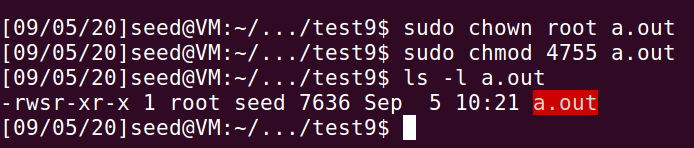 [09/05/20]seed@VM:~/.../test9$ sudo chown root a.out
[09/05/20]seed@VM:~/.../test9$ sudo chmod 4755 a.out
[09/05/20]seed@VM:~/.../test9$ ls -l a.out
-rwsr-xr-x 1 root seed 7636 Sep  5 10:21 a.out
[09/05/20]seed@VM:~/.../test9$